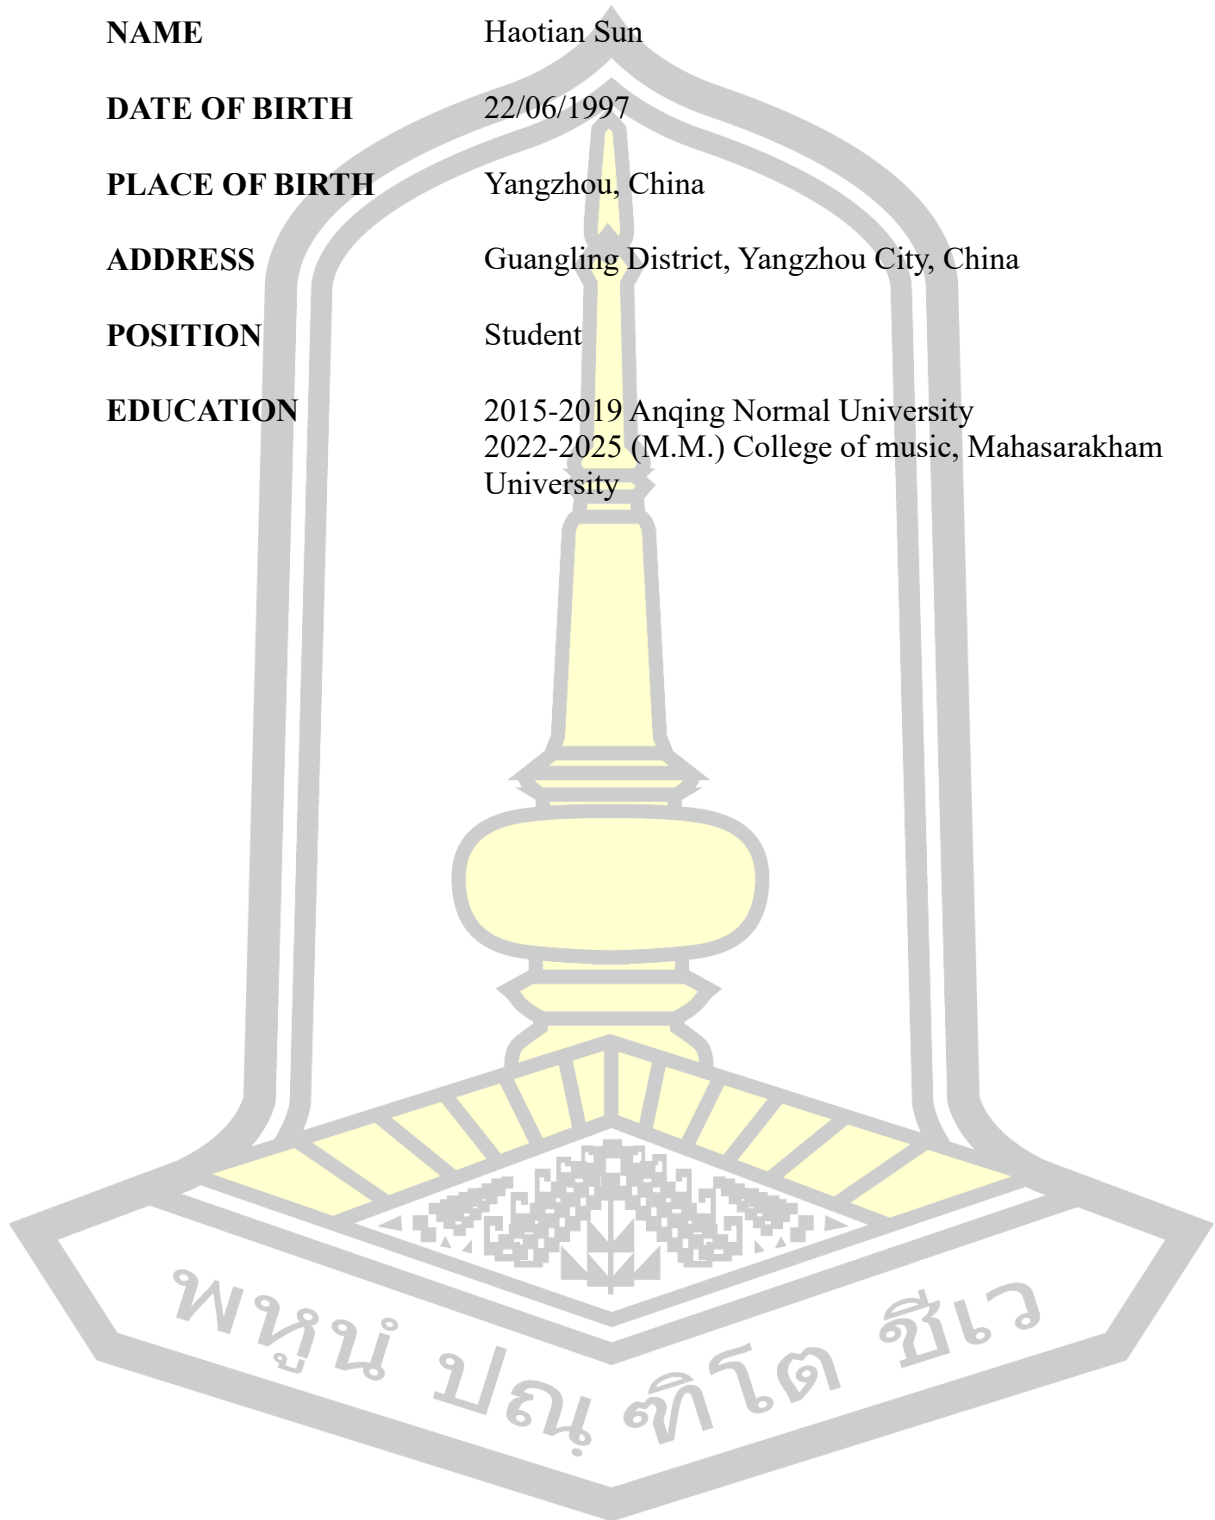 NAME Haotian Sun
DATE OF BIRTH 22/06/1997
PLACE OF BIRTH Yangzhou, China
ADDRESS Guangling District, Yangzhou City, China
POSITION Student
EDUCATION 2015-2019 Anqing Normal University
2022-2025 (M.M.) College of music, Mahasarakham
University
พหูนํ ปณฺฑิโต ชีเว